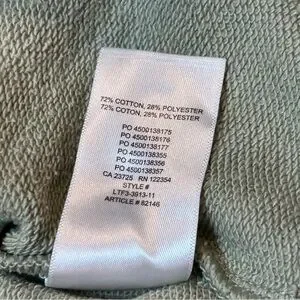 72% COTTON, 28% POLYESTER
72% COTTON, 28% POLYESTER
PO 4500138175
PO 4500138176
PO 4500138177
PO 4500138355
PO 4500138356
PO 4500138357
CA 23725 RN 122354
STYLE #
LTF3-3913-11
ARTICLE # 82146